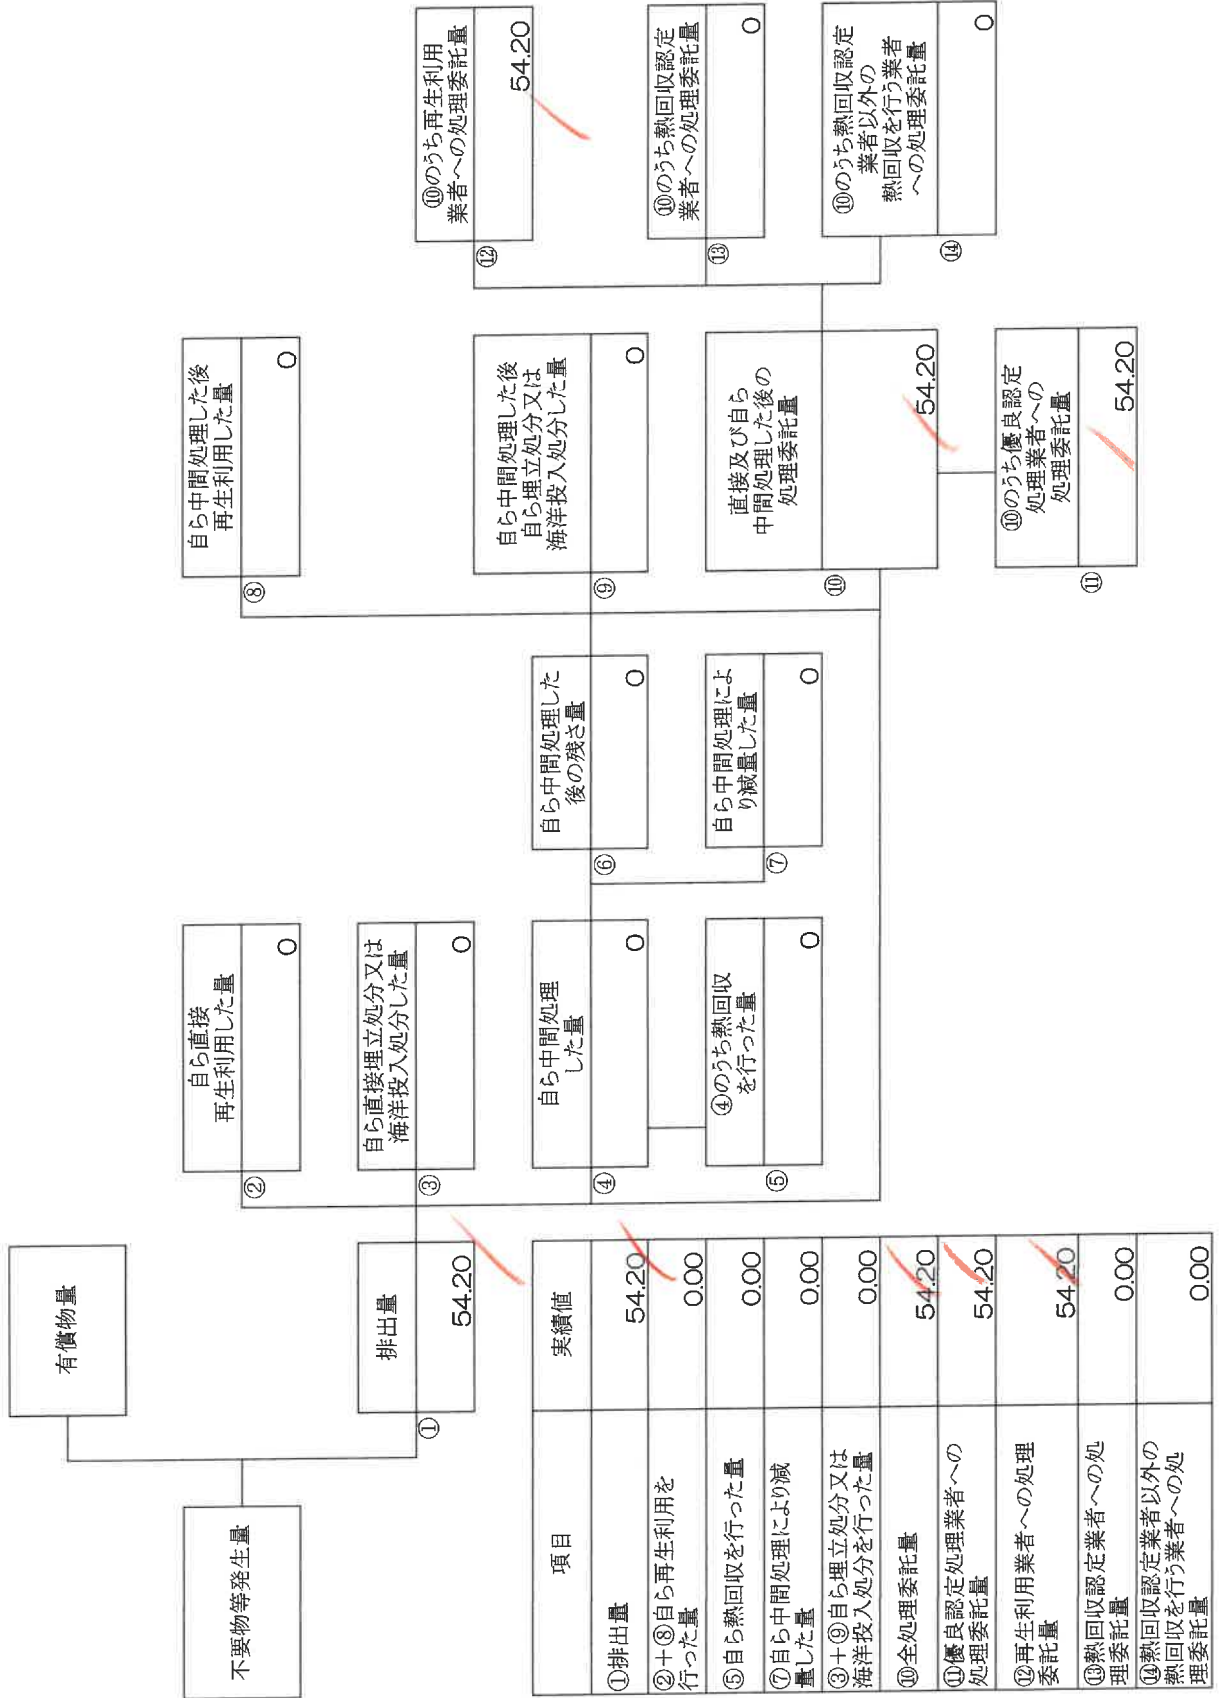 有償物量
不要物等発生量
排出量
①
54.20
自ら直接
再生利用した量
②
0
自ら直接埋立処分又は
海洋投入処分した量
③
0
自ら中間処理
した量
④
0
④のうち熱回収
を行った量
⑤
0
自ら中間処理した
後の残さ量
⑥
0
自ら中間処理によ
り減量した量
⑦
0
自ら中間処理した後
再生利用した量
⑧
0
自ら中間処理した後
自ら埋立処分又は
海洋投入処分した量
⑨
0
直接及び自ら
中間処理した後の
処理委託量
⑩
54.20
⑩のうち優良認定
処理業者への
処理委託量
⑪
54.20
⑩のうち再生利用
業者への処理委託量
⑫
54.20
⑩のうち熱回収認定
業者への処理委託量
⑬
0
⑩のうち熱回収認定
業者以外の
熱回収を行う業者
への処理委託量
⑭
0
項目 実績値
①排出量 54.20
②+⑧自ら再生利用を
行った量 0.00
⑤自ら熱回収を行った量 0.00
⑦自ら中間処理により減
量した量 0.00
③+⑨自ら埋立処分又は
海洋投入処分を行った量 0.00
⑩全処理委託量 54.20
⑪優良認定処理業者への
処理委託量 54.20
⑫再生利用業者への処理
委託量 54.20
⑬熱回収認定業者への処
理委託量 0.00
⑭熱回収認定業者以外の
熱回収を行う業者への処
理委託量 0.00